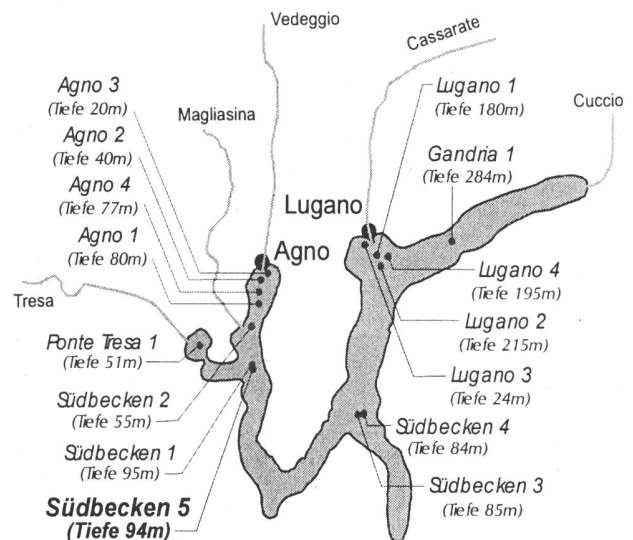 Vedeggio
Cassarate
Agno 3
(Tiefe 20m)
Magliasina
Lugano 1
(Tiefe 180m)
Cuccio
Agno 2
(Tiefe 40m)
Gandria 1
(Tiefe 284m)
Agno 4
(Tiefe 77m)
Lugano
Agno 1
(Tiefe 80m)
Agno
Lugano 4
(Tiefe 195m)
Tresa
Lugano 2
(Tiefe 215m)
Ponte Tresa 1
(Tiefe 51m)
Lugano 3
(Tiefe 24m)
Südbecken 2
(Tiefe 55m)
Südbecken 4
(Tiefe 84m)
Südbecken 1
(Tiefe 95m)
Südbecken 3
(Tiefe 85m)
Südbecken 5
(Tiefe 94m)